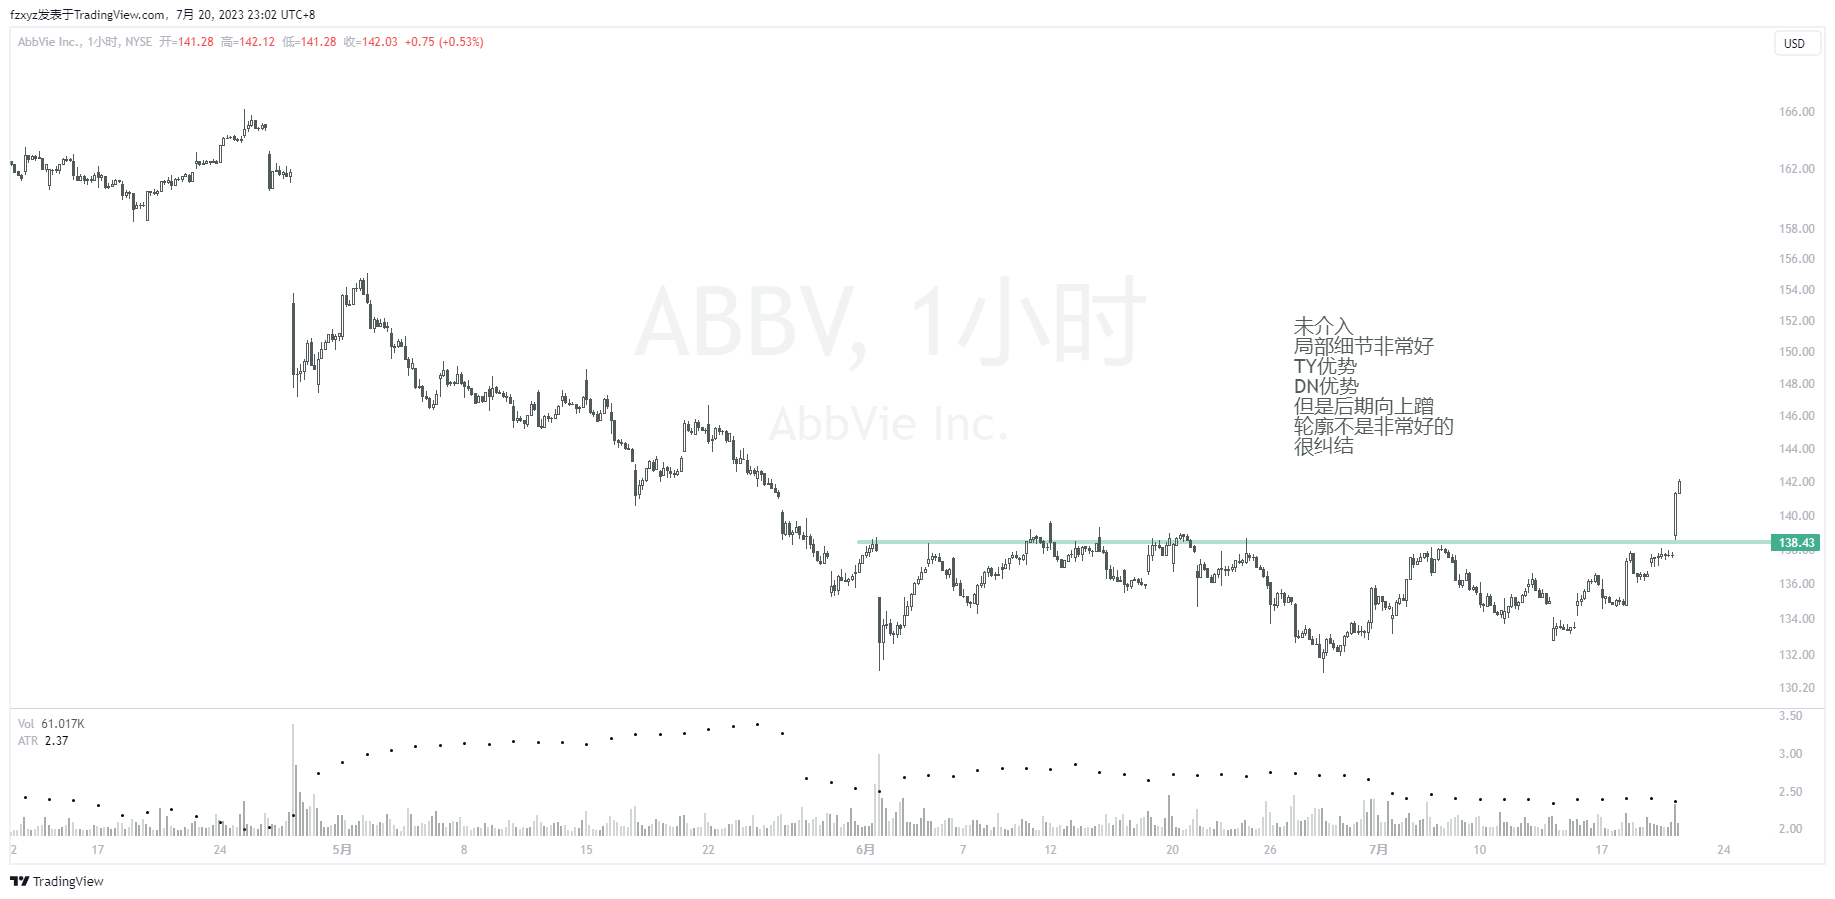 fzxyz发表于TradingView.com, 7月 20, 2023 23:02 UTC+8
AbbVie Inc., 1小时, NYSE 开=141.28 高=142.12 低=141.28 收=142.03 +0.75 (+0.53%)
USD
166.00
162.00
158.00
156.00
154.00
152.00
150.00
148.00
146.00
144.00
142.00
140.00
138.43
136.00
134.00
132.00
130.20
ABBV, 1小时
AbbVie Inc.
未介入
局部细节非常好
TY优势
DN优势
但是后期向上蹭
轮廓不是非常好的
很纠结
Vol 61.017K
ATR 2.37
3.50
3.00
2.50
2.00
2 17 24 5月 8 15 22 6月 7 12 20 26 7月 10 17 24
TradingView